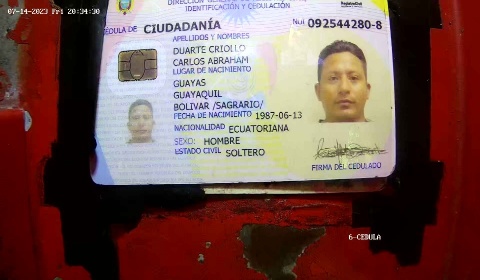 07-14-2023 Fri 20:34:30
IDENTIFICACIÓN Y CEDULACIÓN
CÉDULA DE CIUDADANÍA
NUI 092544280-8
APELLIDOS Y NOMBRES
DUARTE CRIOLLO
CARLOS ABRAHAM
LUGAR DE NACIMIENTO
GUAYAS
GUAYAQUIL
BOLIVAR /SAGRARIO/
FECHA DE NACIMIENTO 1987-06-13
NACIONALIDAD ECUATORIANA
SEXO: HOMBRE
ESTADO CIVIL SOLTERO
FIRMA DEL CEDULADO
6-CEDULA